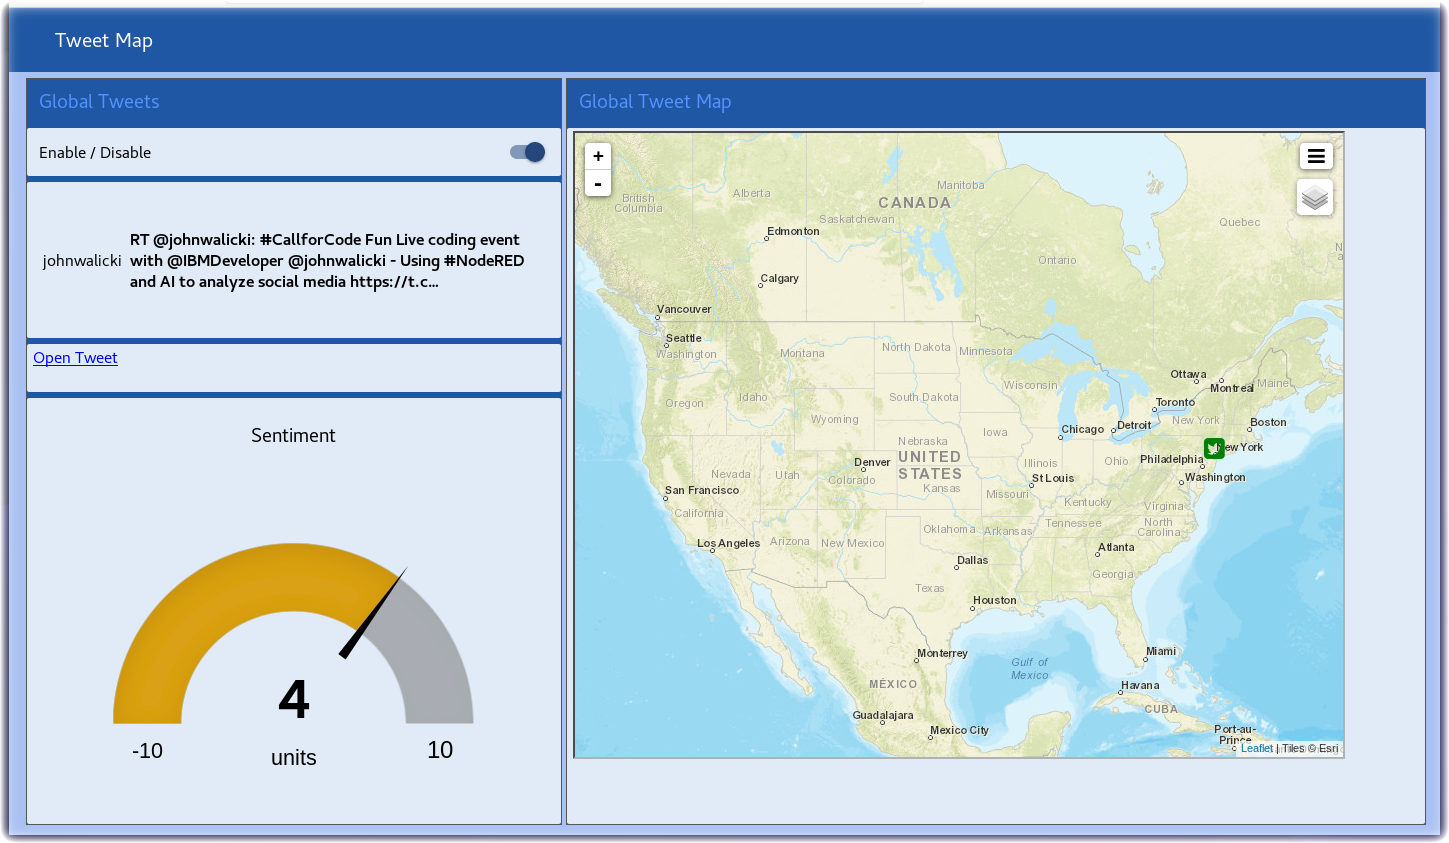 Tweet Map
Global Tweets
Enable / Disable
johnwalicki
RT @johnwalicki: #CallforCode Fun Live coding event
with @IBMDeveloper @johnwalicki - Using #NodeRED
and AI to analyze social media https://t.c...
Open Tweet
Sentiment
4
-10
units
10
Global Tweet Map
+
-
British
Columbia
Alberta
Manitoba
CANADA
Saskatchewan
Quebec
Edmonton
Ontario
Calgary
Vancouver
Seattle
Washington
Montana
North Dakota
Minnesota
Ottawa
Montreal
Maine
Wisconsin
Oregon
Idaho
South Dakota
Toronto
Wyoming
New York
Boston
Chicago
Detroit
Iowa
Nebraska
ew York
UNITED
STATES
Denver
Philadelphia
Illinois
Ohio
Nevada
Utah
Colorado
St Louis
Washington
San Francisco
Kansas
Missouri
Kentucky
Virginia
California
Tennessee
North
Carolina
Oklahoma
Arkansas
Los Angeles
Arizona
New Mexico
Atlanta
Dallas
Georgia
Texas
Houston
Monterrey
Gulf of
Mexico
Miami
MÉXICO
Havana
CUBA
Guadalajara
Mexico City
Port-au-
Prince
Leaflet | Tiles © Esri